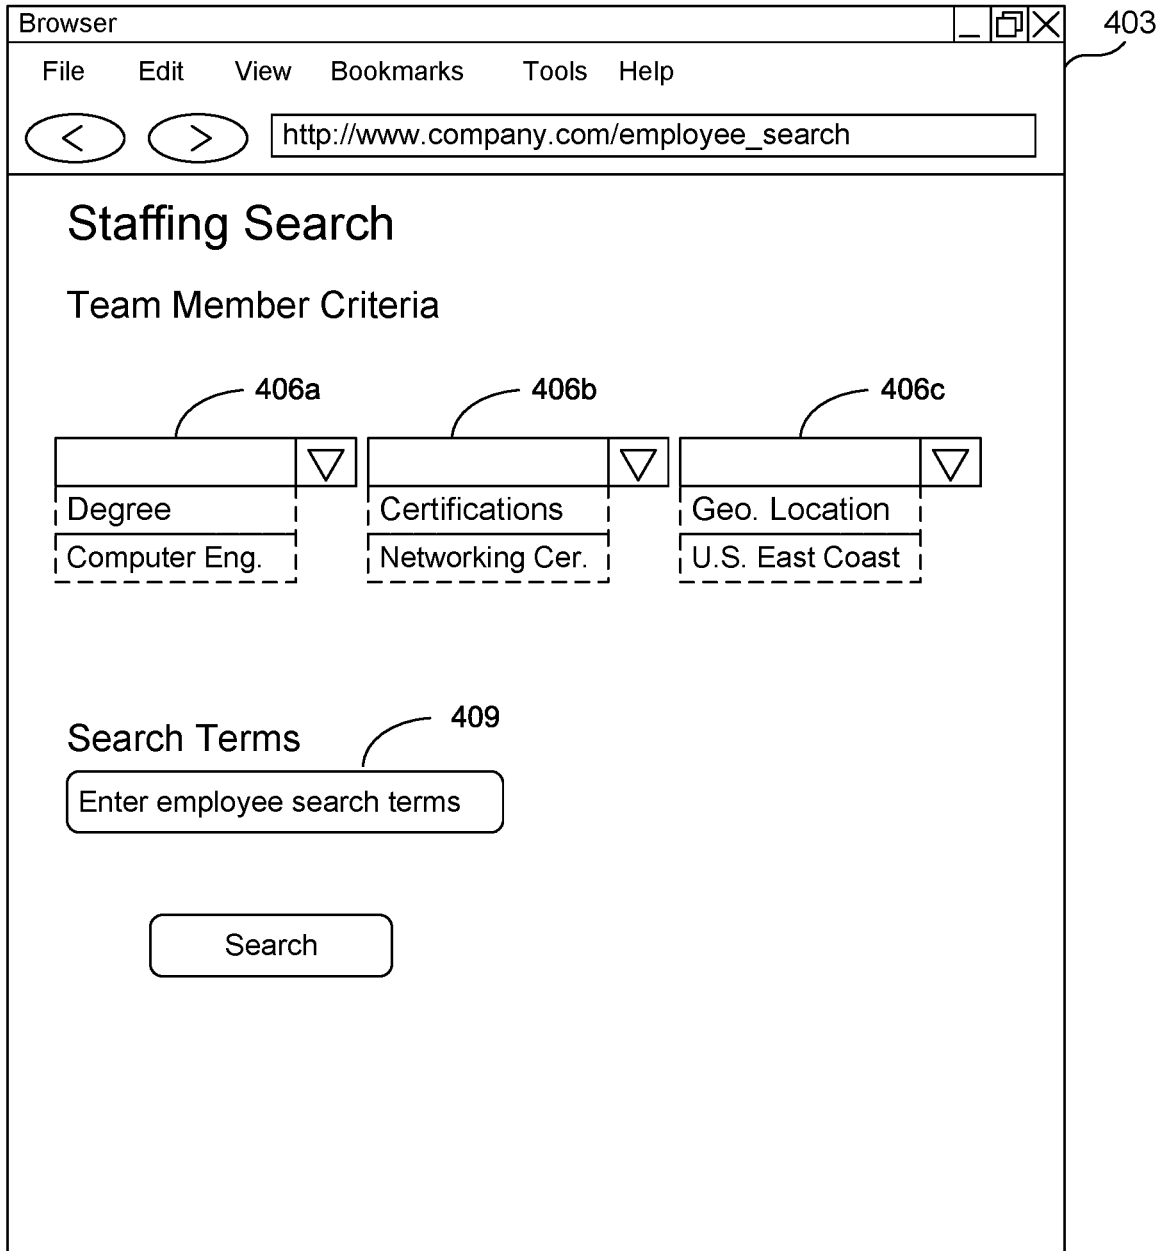 Browser
403
File Edit View Bookmarks Tools Help
http://www.company.com/employee_search
Staffing Search
Team Member Criteria
406a 406b 406c
Degree Certifications Geo. Location
Computer Eng. Networking Cer. U.S. East Coast
409
Search Terms
Enter employee search terms
Search